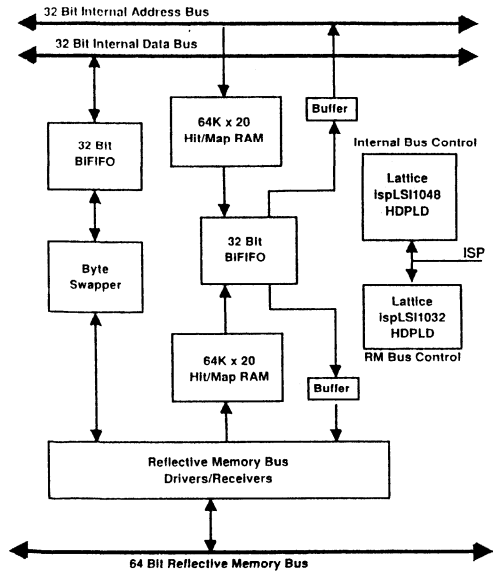 32 Bit Internal Address Bus
32 Bit Internal Data Bus
Buffer
64K x 20
Hit/Map RAM
32 Bit
BiFIFO
Internal Bus Control
Lattice
ispLSI1048
HDPLD
32 Bit
BiFIFO
ISP
Byte
Swapper
Lattice
ispLSI1032
HDPLD
64K x 20
Hit/Map RAM
RM Bus Control
Buffer
Reflective Memory Bus
Drivers/Receivers
64 Bit Reflective Memory Bus